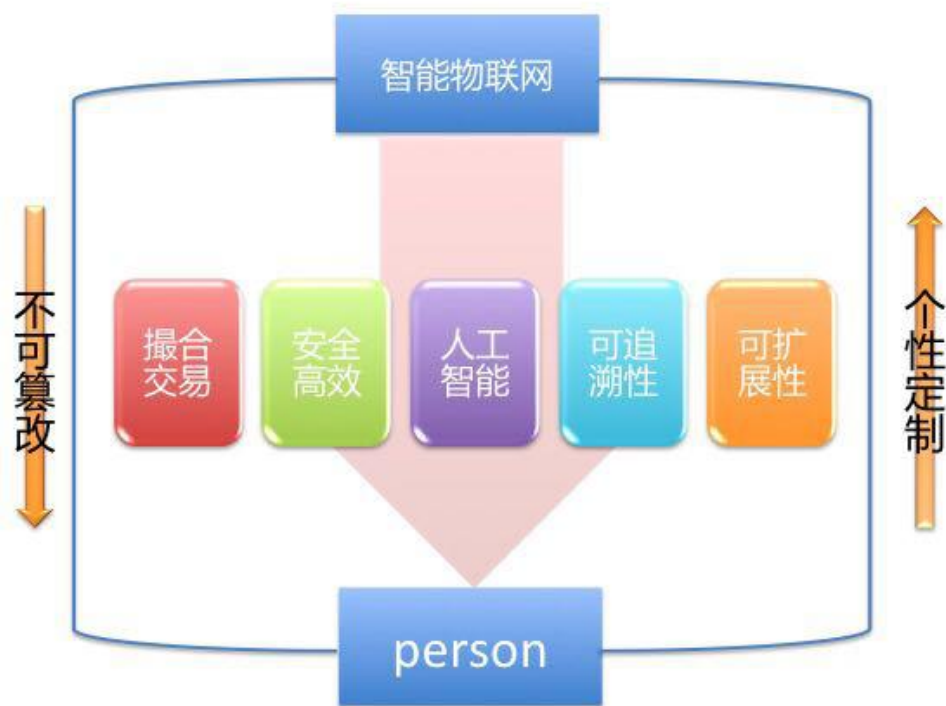 智能物联网
不可篡改
撮合
交易
安全
高效
人工
智能
可追
溯性
可扩
展性
个性定制
person